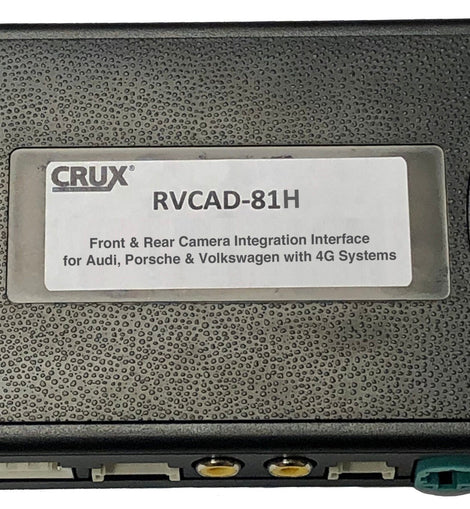 CRUX®
RVCAD-81H
Front & Rear Camera Integration Interface
for Audi, Porsche & Volkswagen with 4G Systems